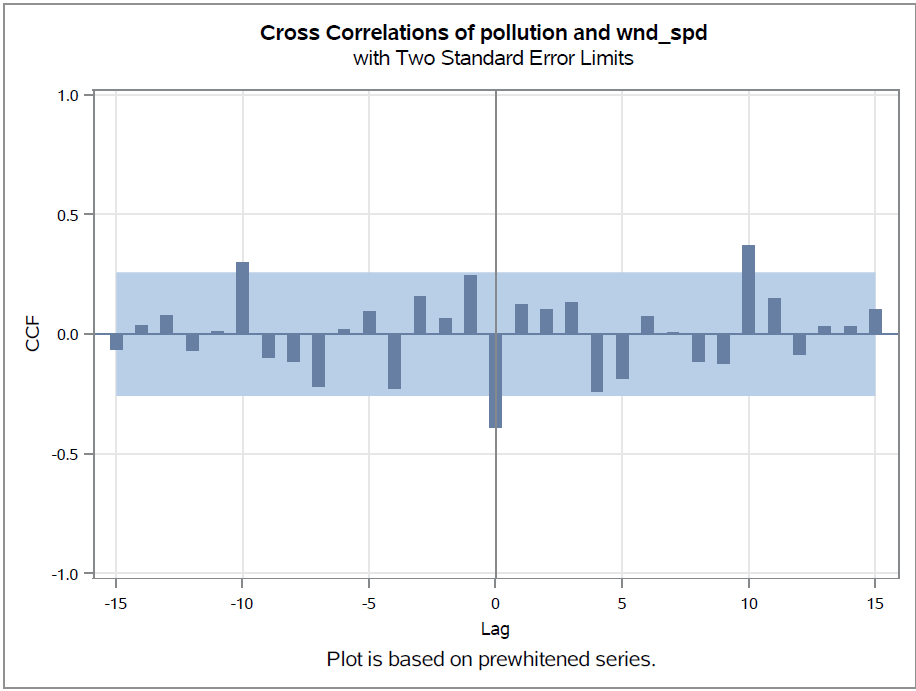 Cross Correlations of pollution and wnd_spd
with Two Standard Error Limits
1.0
0.5
0.0
-0.5
-1.0
CCF
-15 -10 -5 0 5 10 15
Lag
Plot is based on prewhitened series.